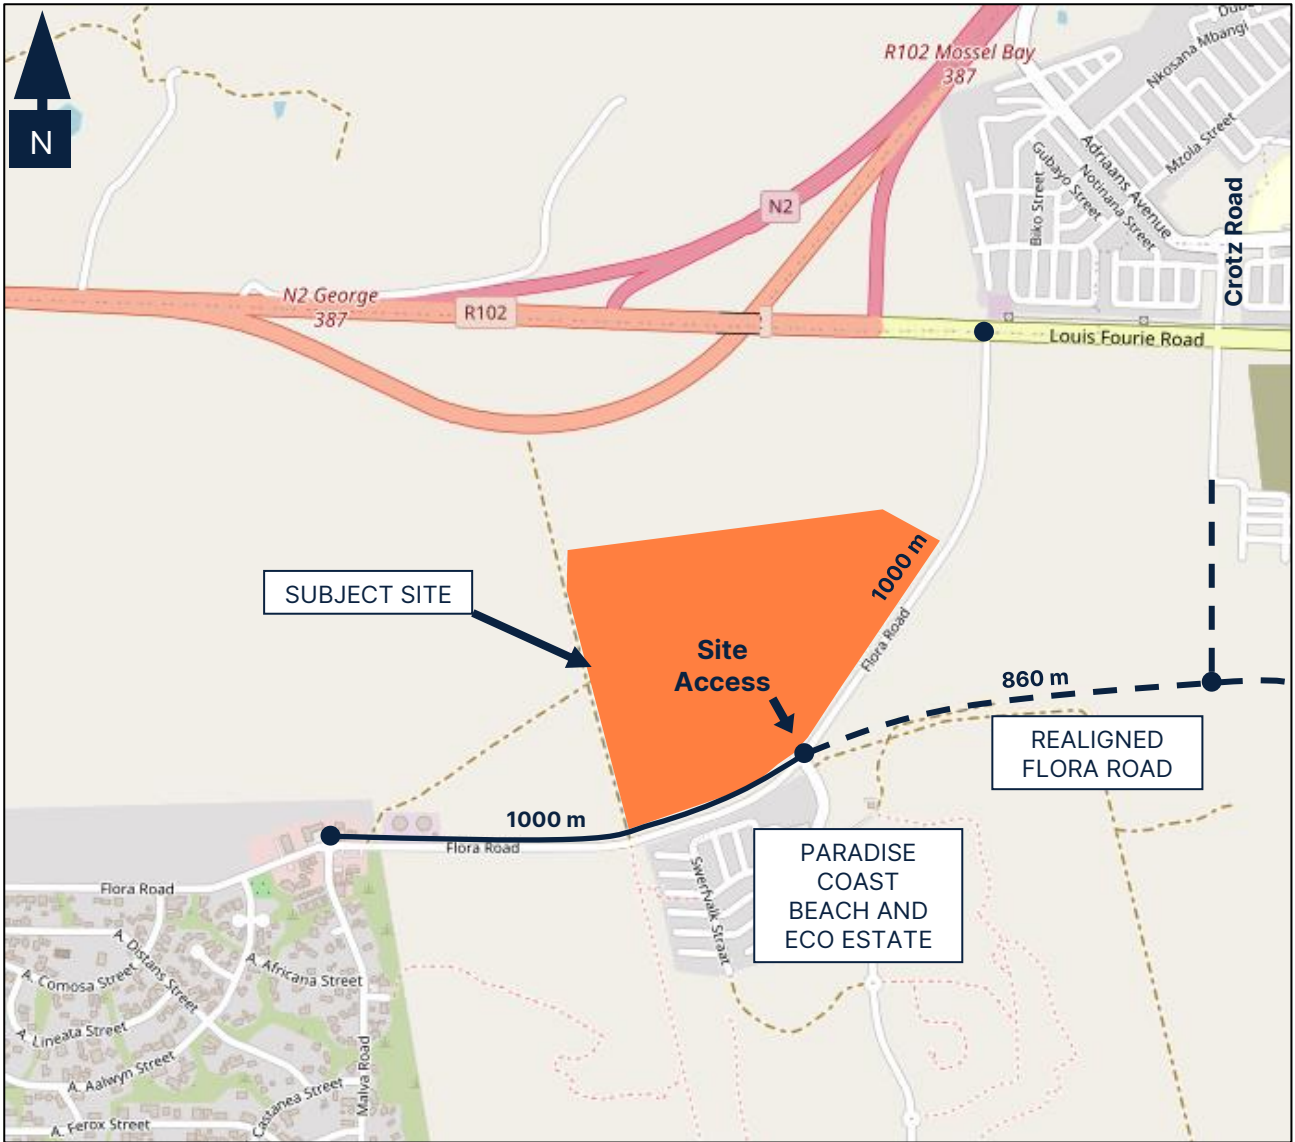 Dub
Nkosana Mbangi
R102 Mossel Bay
387
N
Adriaans Avenue
Mzola Street
Gubayo Street
Notinana Street
Biko Street
Crotz Road
N2
N2 George
387
R102
Louis Fourie Road
1000 m
SUBJECT SITE
Flora Road
Site
Access
860 m
REALIGNED
FLORA ROAD
1000 m
Flora Road
PARADISE
COAST
BEACH AND
ECO ESTATE
Swerfvalk Straat
Flora Road
A. Distans Street
A. Africana Street
A. Comosa Street
A. Lineata Street
A. Aalwyn Street
Malva Road
Castanea Street
A. Ferox Street